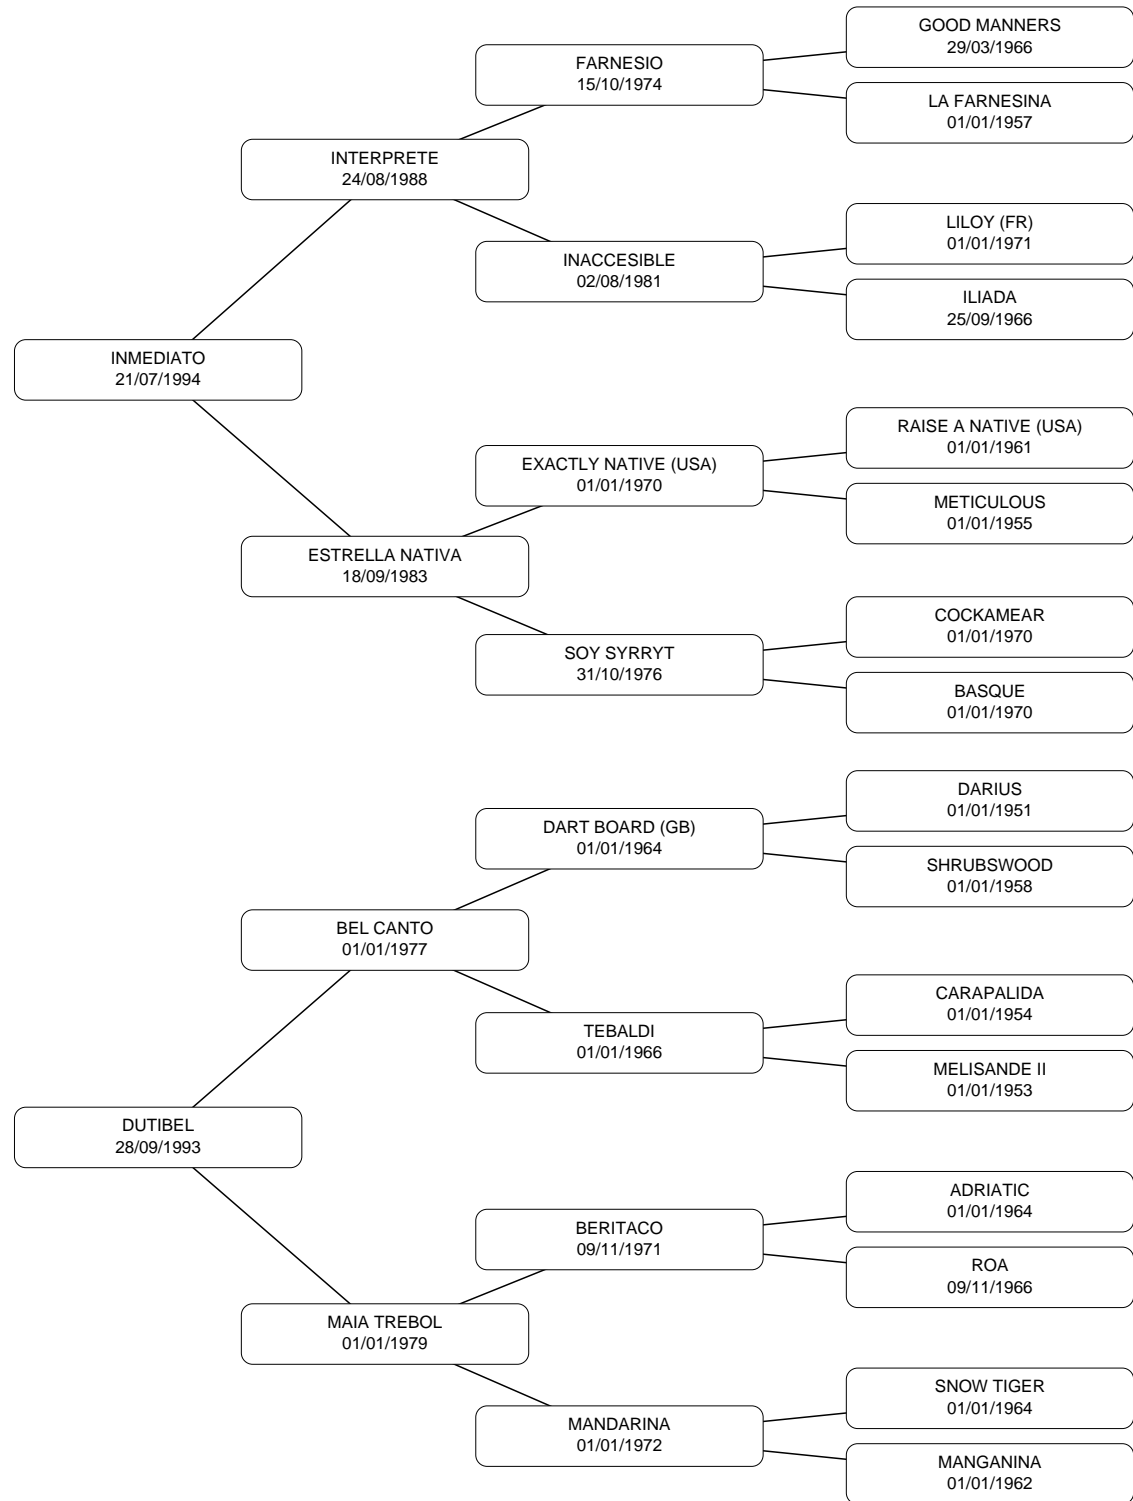 GOOD MANNERS
29/03/1966
FARNESIO
15/10/1974
LA FARNESINA
01/01/1957
INTERPRETE
24/08/1988
LILOY (FR)
01/01/1971
INACCESIBLE
02/08/1981
ILIADA
25/09/1966
INMEDIATO
21/07/1994
RAISE A NATIVE (USA)
01/01/1961
EXACTLY NATIVE (USA)
01/01/1970
METICULOUS
01/01/1955
ESTRELLA NATIVA
18/09/1983
COCKAMEAR
01/01/1970
SOY SYRRYT
31/10/1976
BASQUE
01/01/1970
DARIUS
01/01/1951
DART BOARD (GB)
01/01/1964
SHRUBSWOOD
01/01/1958
BEL CANTO
01/01/1977
CARAPALIDA
01/01/1954
TEBALDI
01/01/1966
MELISANDE II
01/01/1953
DUTIBEL
28/09/1993
ADRIATIC
01/01/1964
BERITACO
09/11/1971
ROA
09/11/1966
MAIA TREBOL
01/01/1979
SNOW TIGER
01/01/1964
MANDARINA
01/01/1972
MANGANINA
01/01/1962